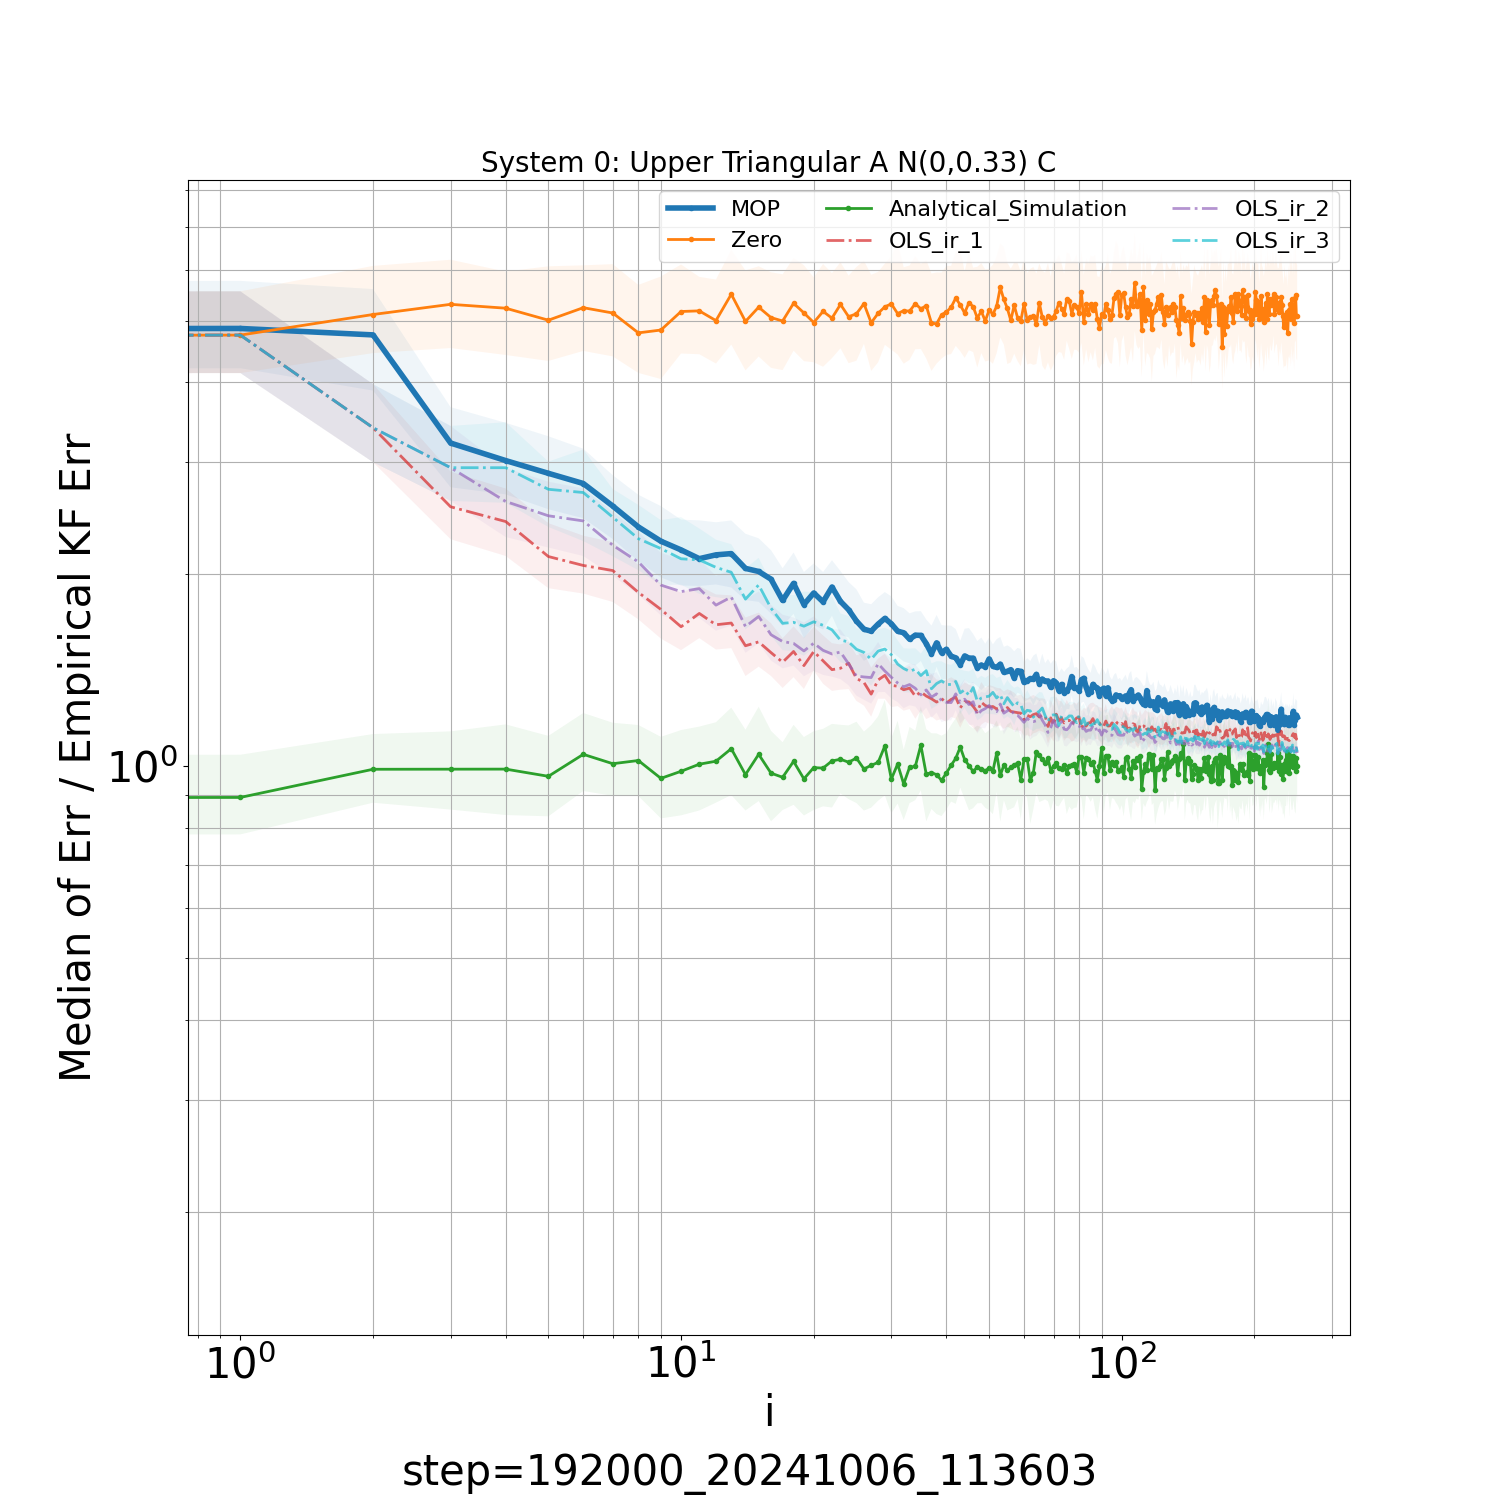 System 0: Upper Triangular A N(0,0.33) C
MOP
Zero
Analytical_Simulation
OLS_ir_1
OLS_ir_2
OLS_ir_3
Median of Err / Empirical KF Err
10⁰
10⁰
10¹
10²
i
step=192000_20241006_113603